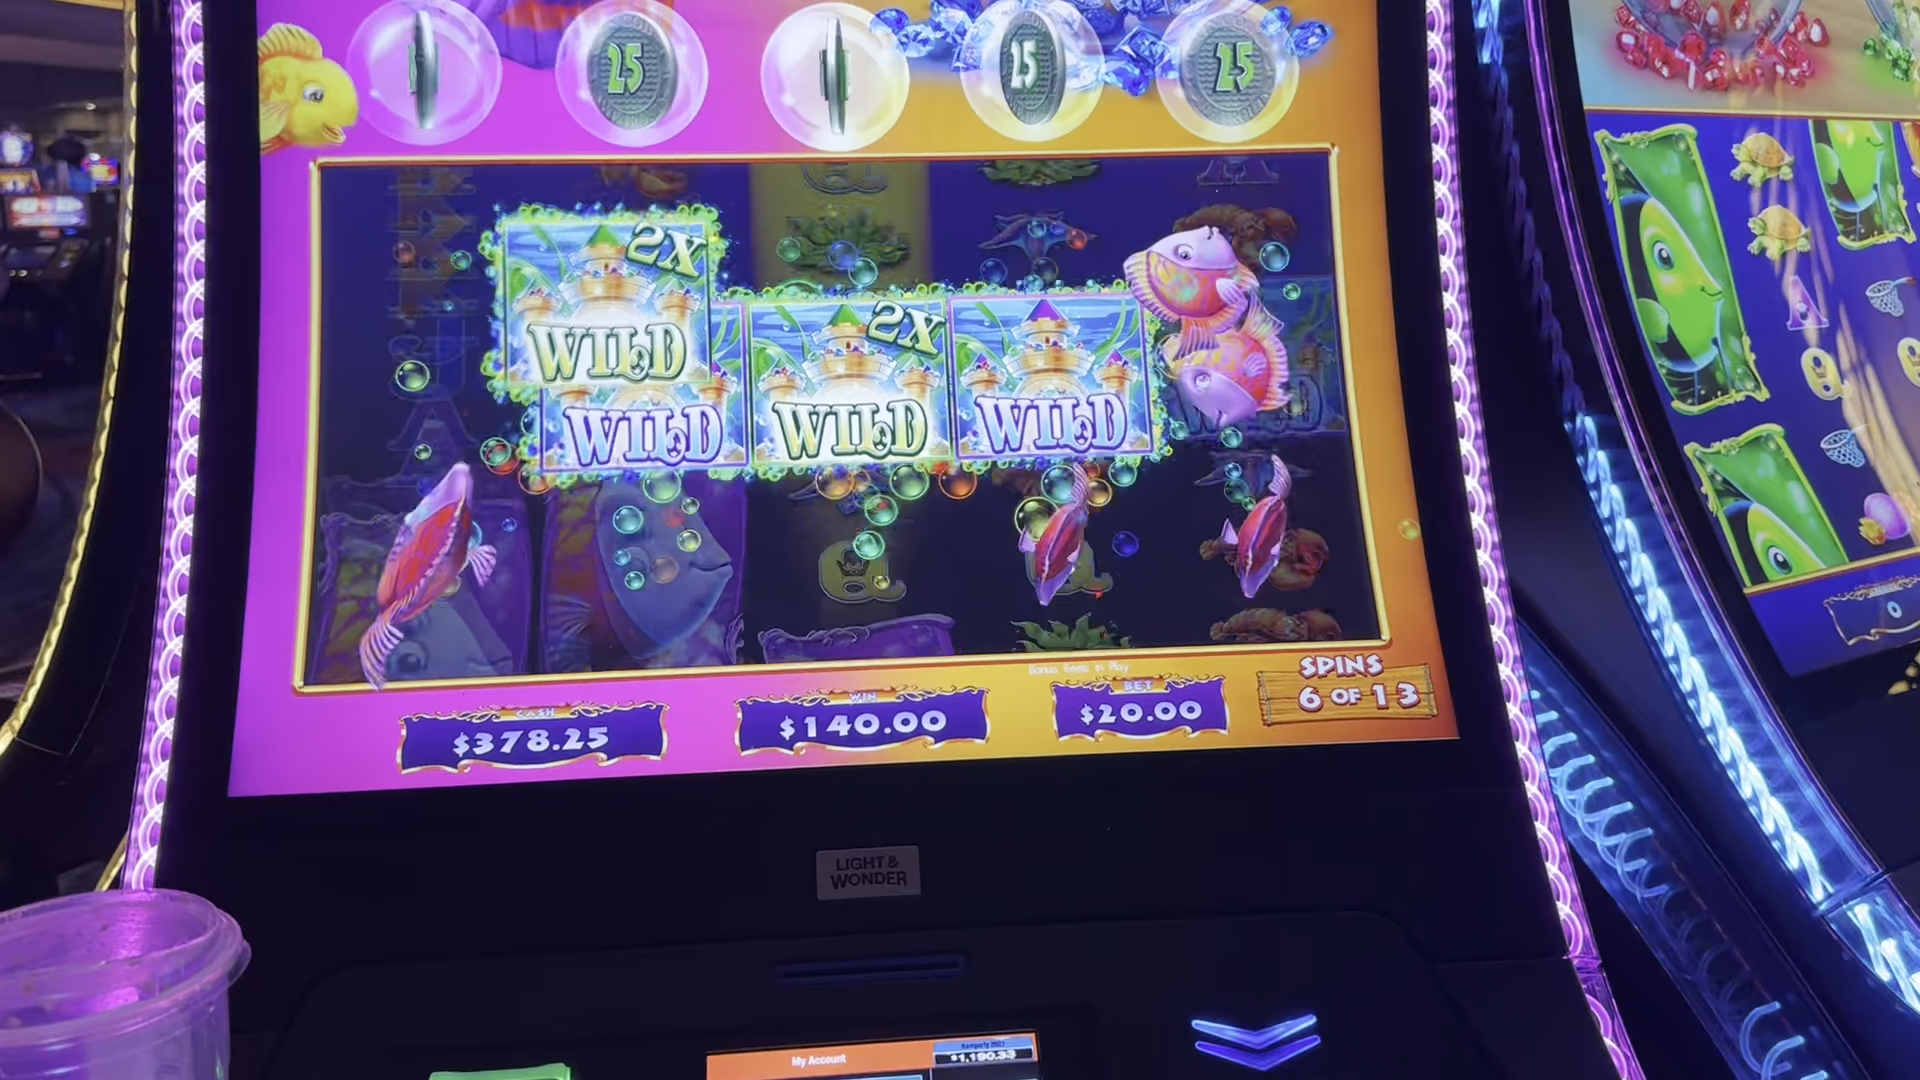 25
25
25
2X
WILD
2X
WILD
WILD
WILD
Bonus Reels in Play
SPINS
6 OF 13
CASH
$378.25
WIN
$140.00
BET
$20.00
LIGHT &
WONDER
My Account
$1,190.33
0